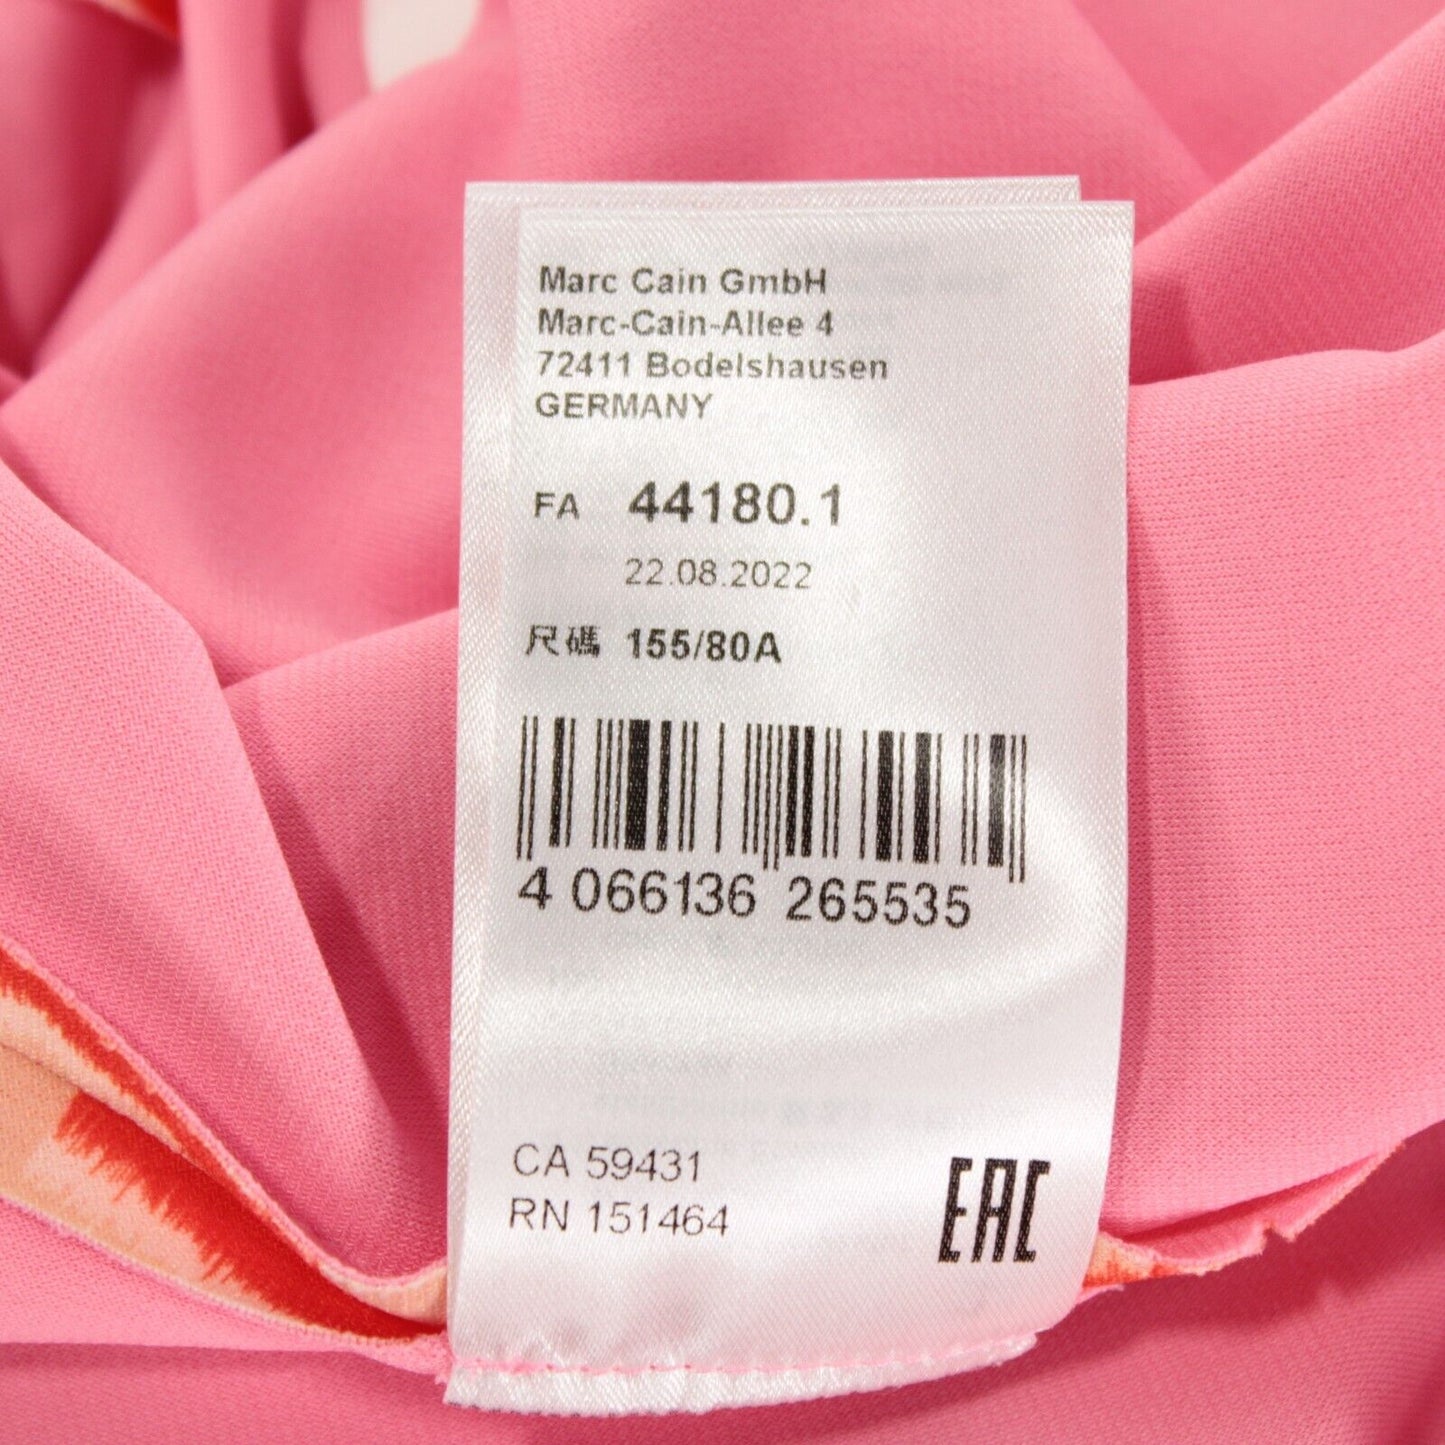 Marc Cain GmbH
Marc-Cain-Allee 4
72411 Bodelshausen
GERMANY
FA 44180.1
22.08.2022
尺碼 155/80A
4 066136 265535
CA 59431
RN 151464
EAC